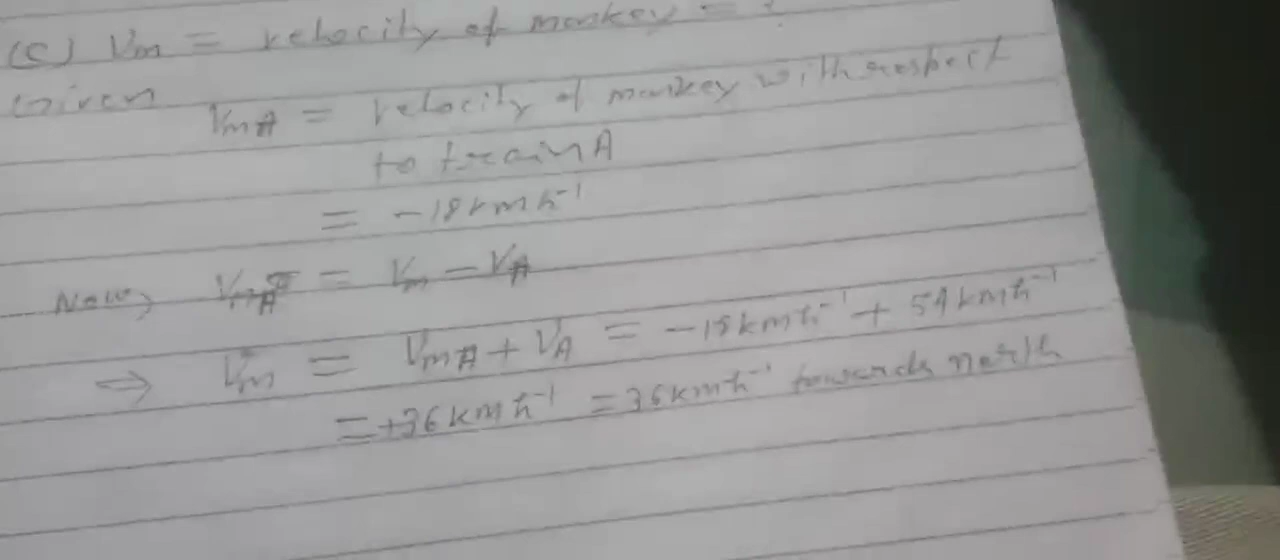 (c) Vm = velocity of monkey = ?
Given
VmA = velocity of monkey with respect
to train A
= -18 km h⁻¹
Now, VmA = Vm - VA
⇒ Vm = VmA + VA = -18 km h⁻¹ + 54 km h⁻¹
= +36 km h⁻¹ = 36 km h⁻¹ towards north